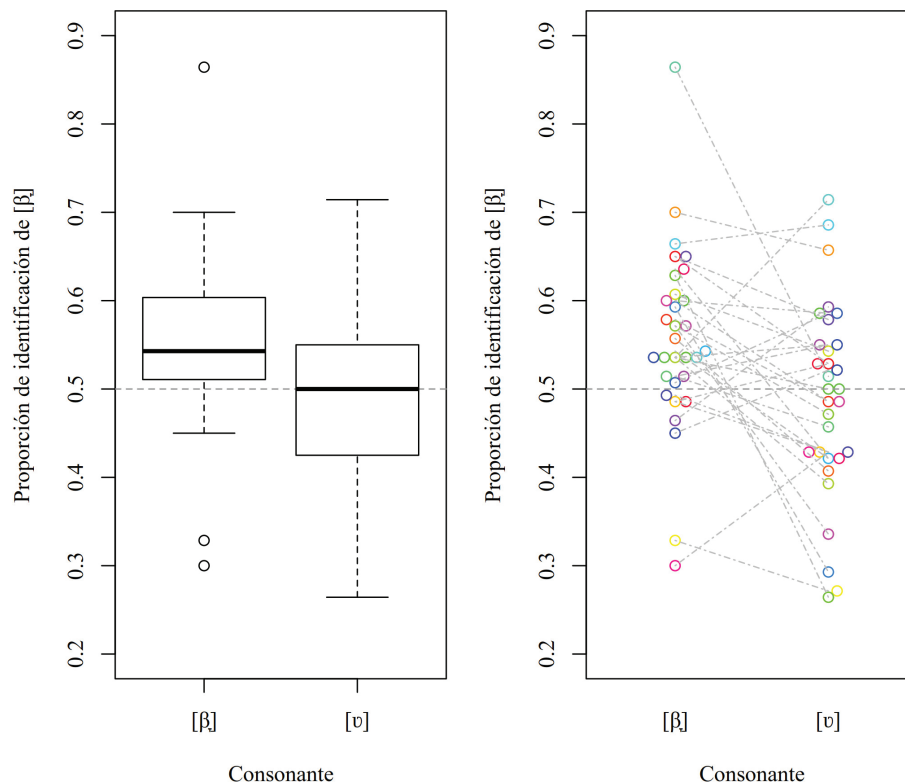 Proporción de identificación de [β̞]
0.9
0.8
0.7
0.6
0.5
0.4
0.3
0.2
[β̞]
[ʋ]
Consonante
Proporción de identificación de [β̞]
0.9
0.8
0.7
0.6
0.5
0.4
0.3
0.2
[β̞]
[ʋ]
Consonante